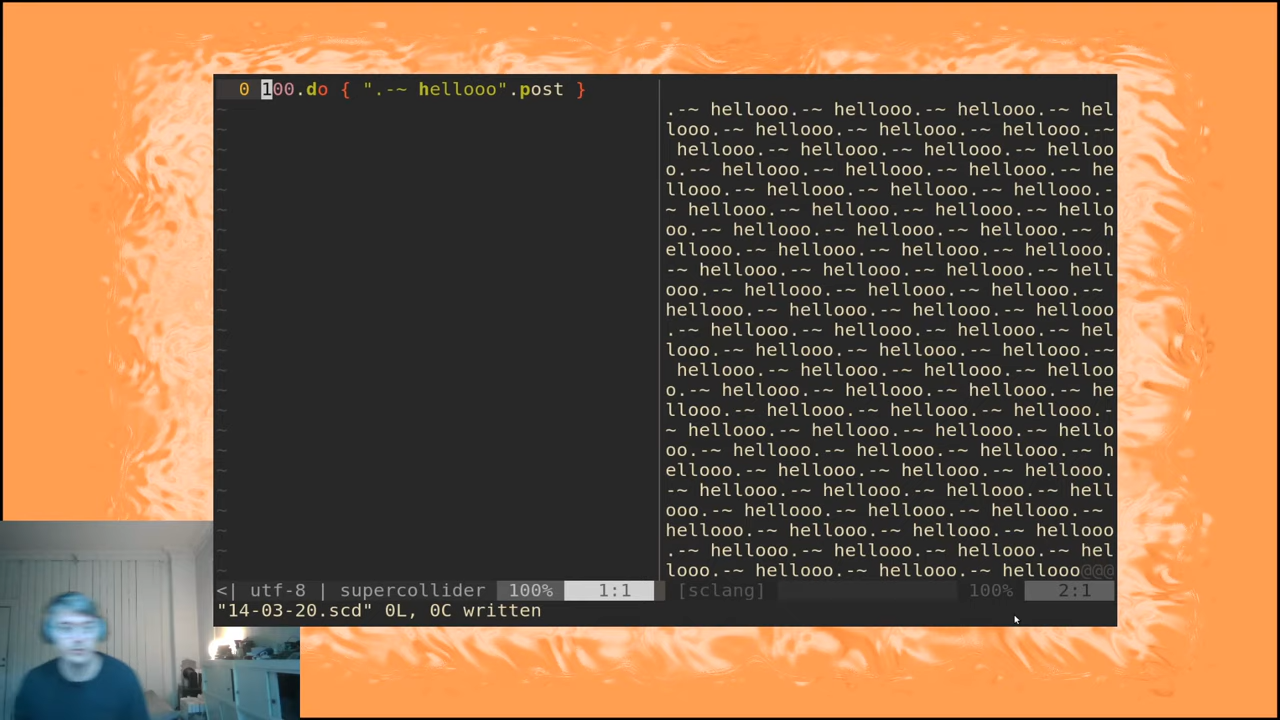 0 100.do { ".-~ hellooo".post }
.-~ hellooo.-~ hellooo.-~ hellooo.-~ hel
looo.-~ hellooo.-~ hellooo.-~ hellooo.-~
hellooo.-~ hellooo.-~ hellooo.-~ helloo
o.-~ hellooo.-~ hellooo.-~ hellooo.-~ he
llooo.-~ hellooo.-~ hellooo.-~ hellooo.-
~ hellooo.-~ hellooo.-~ hellooo.-~ hello
oo.-~ hellooo.-~ hellooo.-~ hellooo.-~ h
ellooo.-~ hellooo.-~ hellooo.-~ hellooo.
-~ hellooo.-~ hellooo.-~ hellooo.-~ hell
ooo.-~ hellooo.-~ hellooo.-~ hellooo.-~
hellooo.-~ hellooo.-~ hellooo.-~ hellooo
.-~ hellooo.-~ hellooo.-~ hellooo.-~ hel
looo.-~ hellooo.-~ hellooo.-~ hellooo.-~
hellooo.-~ hellooo.-~ hellooo.-~ helloo
o.-~ hellooo.-~ hellooo.-~ hellooo.-~ he
llooo.-~ hellooo.-~ hellooo.-~ hellooo.-
~ hellooo.-~ hellooo.-~ hellooo.-~ hello
oo.-~ hellooo.-~ hellooo.-~ hellooo.-~ h
ellooo.-~ hellooo.-~ hellooo.-~ hellooo.
-~ hellooo.-~ hellooo.-~ hellooo.-~ hell
ooo.-~ hellooo.-~ hellooo.-~ hellooo.-~
hellooo.-~ hellooo.-~ hellooo.-~ hellooo
.-~ hellooo.-~ hellooo.-~ hellooo.-~ hel
looo.-~ hellooo.-~ hellooo.-~ hellooo@@@
<| utf-8 | supercollider 100% 1:1
[sclang] 100% 2:1
"14-03-20.scd" 0L, 0C written